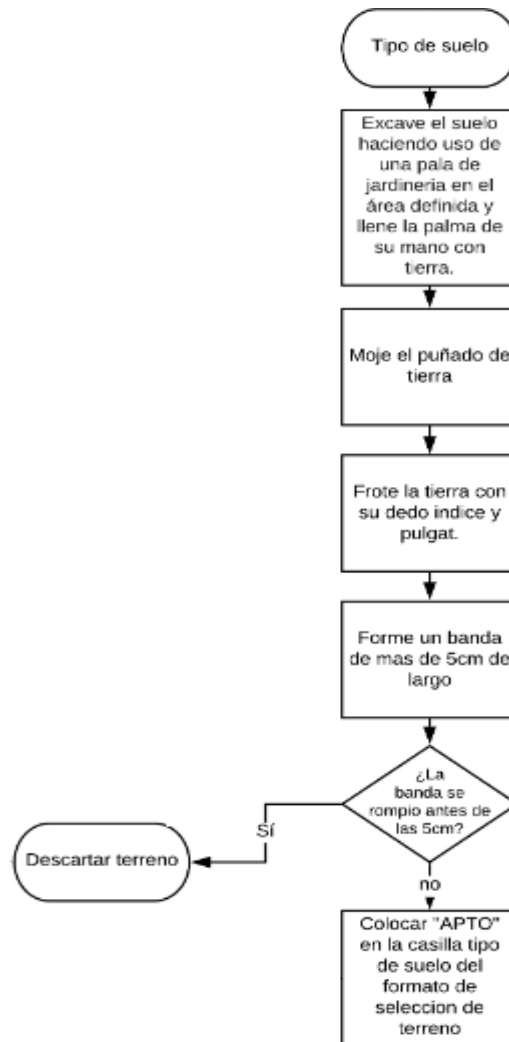 Tipo de suelo
Excave el suelo
haciendo uso de
una pala de
jardineria en el
área definida y
llene la palma de
su mano con
tierra.
Moje el puñado de
tierra
Frote la tierra con
su dedo indice y
pulgat.
Forme un banda
de mas de 5cm de
largo
¿La
banda se
rompio antes de
las 5cm?
Sí
Descartar terreno
no
Colocar "APTO"
en la casilla tipo
de suelo del
formato de
seleccion de
terreno